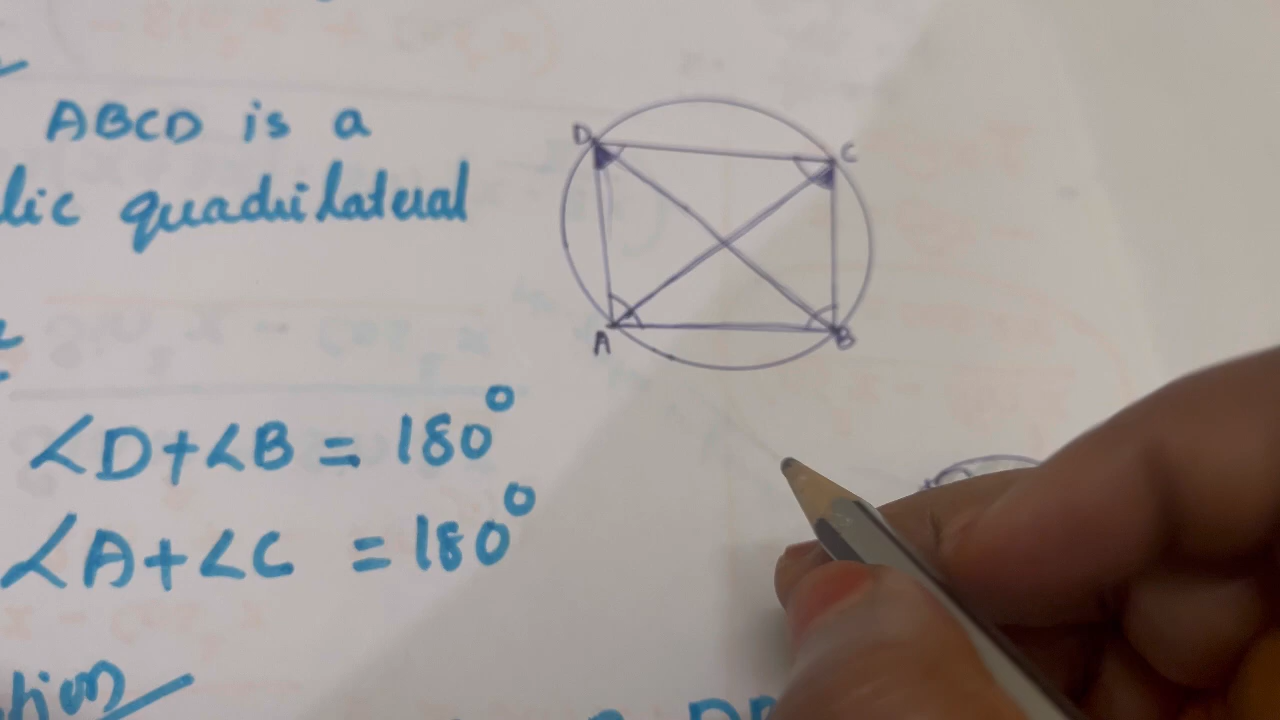 ABCD is a
lic quadrilateral
D
C
A
B
∠D+∠B = 180°
∠A+∠C = 180°